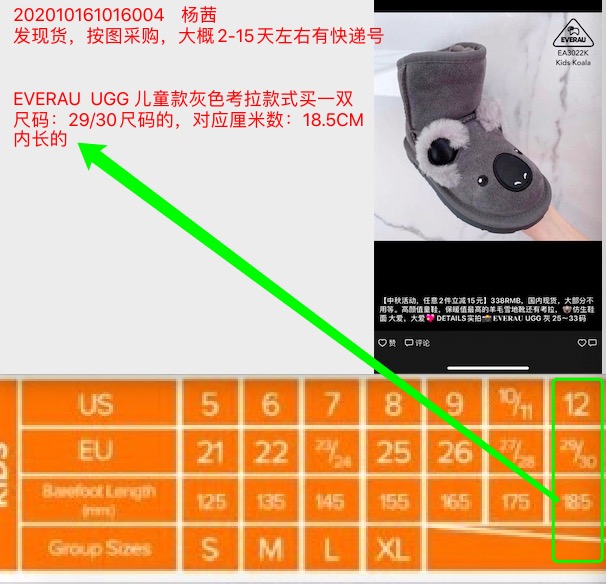 202010161016004 杨茜
发现货，按图采购，大概2-15天左右有快递号
EVERAU UGG 儿童款灰色考拉款式买一双
尺码：29/30尺码的，对应厘米数：18.5CM
内长的
EVERAU
EA3022K
Kids Koala
【中秋活动，任意2件立减15元】338RMB，国内现货，大部分不
用等。高颜值童鞋，保暖值最高的羊毛雪地靴还有考拉，🐨仿生鞋
面 大爱，大爱💖DETAILS实拍📸EVERAU UGG 灰 25~33码
赞 评论
KIDS
US 5 6 7 8 9 10/11 12
EU 21 22 23/24 25 26 27/28 29/30
Barefoot Length 125 135 145 155 165 175 185
(mm)
Group Sizes S M L XL